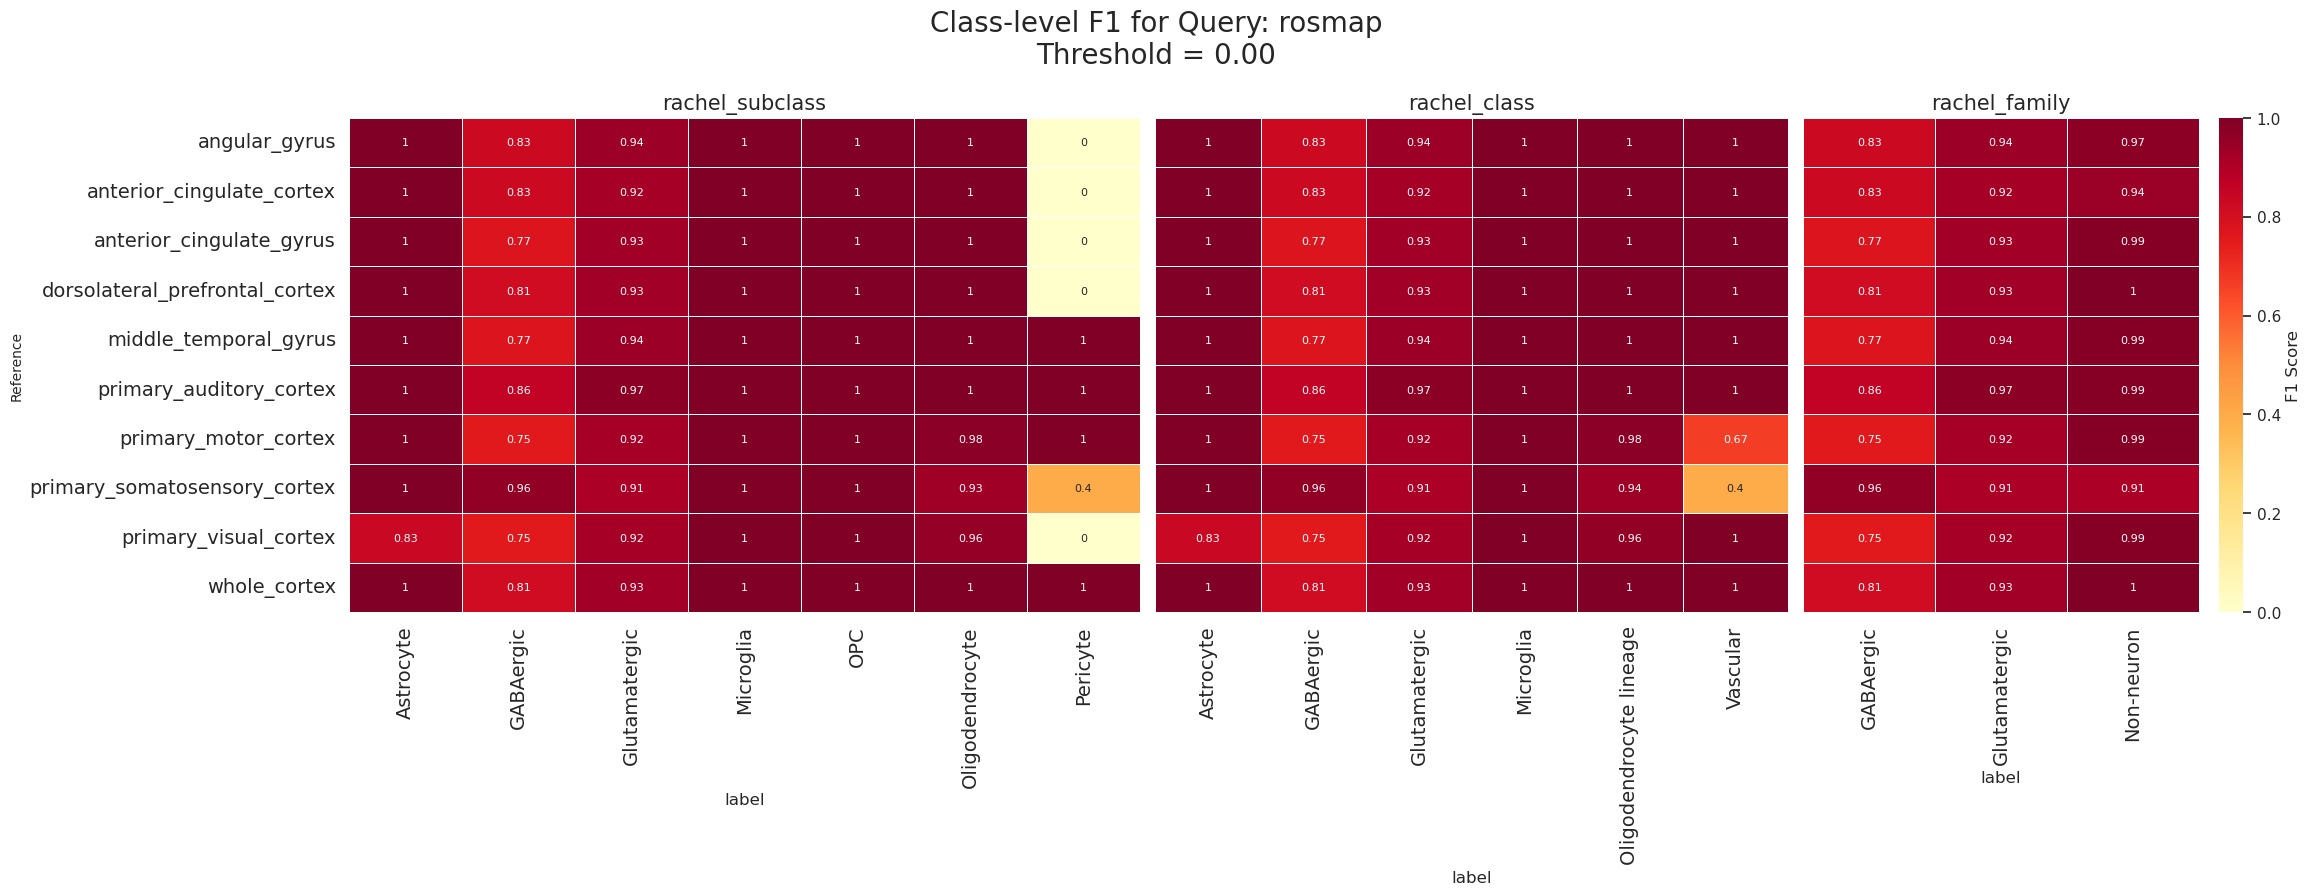 Class-level F1 for Query: rosmap
Threshold = 0.00
rachel_subclass rachel_class rachel_family
angular_gyrus 1 0.83 0.94 1 1 1 0 1 0.83 0.94 1 1 1 0.83 0.94 0.97
anterior_cingulate_cortex 1 0.83 0.92 1 1 1 0 1 0.83 0.92 1 1 1 0.83 0.92 0.94
anterior_cingulate_gyrus 1 0.77 0.93 1 1 1 0 1 0.77 0.93 1 1 1 0.77 0.93 0.99
dorsolateral_prefrontal_cortex 1 0.81 0.93 1 1 1 0 1 0.81 0.93 1 1 1 0.81 0.93 1
middle_temporal_gyrus 1 0.77 0.94 1 1 1 1 1 0.77 0.94 1 1 1 0.77 0.94 0.99
primary_auditory_cortex 1 0.86 0.97 1 1 1 1 1 0.86 0.97 1 1 1 0.86 0.97 0.99
primary_motor_cortex 1 0.75 0.92 1 1 0.98 1 1 0.75 0.92 1 0.98 0.67 0.75 0.92 0.99
primary_somatosensory_cortex 1 0.96 0.91 1 1 0.93 0.4 1 0.96 0.91 1 0.94 0.4 0.96 0.91 0.91
primary_visual_cortex 0.83 0.75 0.92 1 1 0.96 0 0.83 0.75 0.92 1 0.96 1 0.75 0.92 0.99
whole_cortex 1 0.81 0.93 1 1 1 1 1 0.81 0.93 1 1 1 0.81 0.93 1
Reference
Astrocyte
GABAergic
Glutamatergic
Microglia
OPC
Oligodendrocyte
Pericyte
label
Astrocyte
GABAergic
Glutamatergic
Microglia
Oligodendrocyte lineage
Vascular
label
GABAergic
Glutamatergic
Non-neuron
label
1.0
0.8
0.6
0.4
0.2
0.0
F1 Score